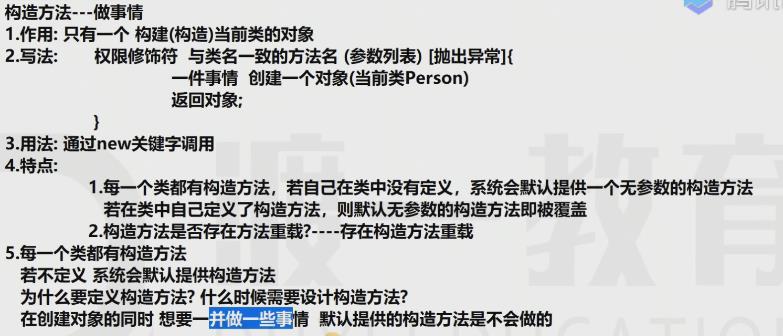 构造方法---做事情
1.作用: 只有一个 构建(构造)当前类的对象
2.写法: 权限修饰符 与类名一致的方法名 (参数列表) [抛出异常]{
一件事情 创建一个对象(当前类Person)
返回对象;
}
3.用法: 通过new关键字调用
4.特点:
1.每一个类都有构造方法，若自己在类中没有定义，系统会默认提供一个无参数的构造方法
若在类中自己定义了构造方法，则默认无参数的构造方法即被覆盖
2.构造方法是否存在方法重载?----存在构造方法重载
5.每一个类都有构造方法
若不定义 系统会默认提供构造方法
为什么要定义构造方法? 什么时候需要设计构造方法?
在创建对象的同时 想要一并做一些事情 默认提供的构造方法是不会做的
渡 教育